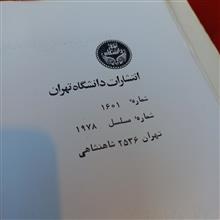 انتشارات دانشگاه تهران
شماره ۱۶۰۱
شماره مسلسل ۱۹۷۸
تهران ۲۵۳۶ شاهنشاهی